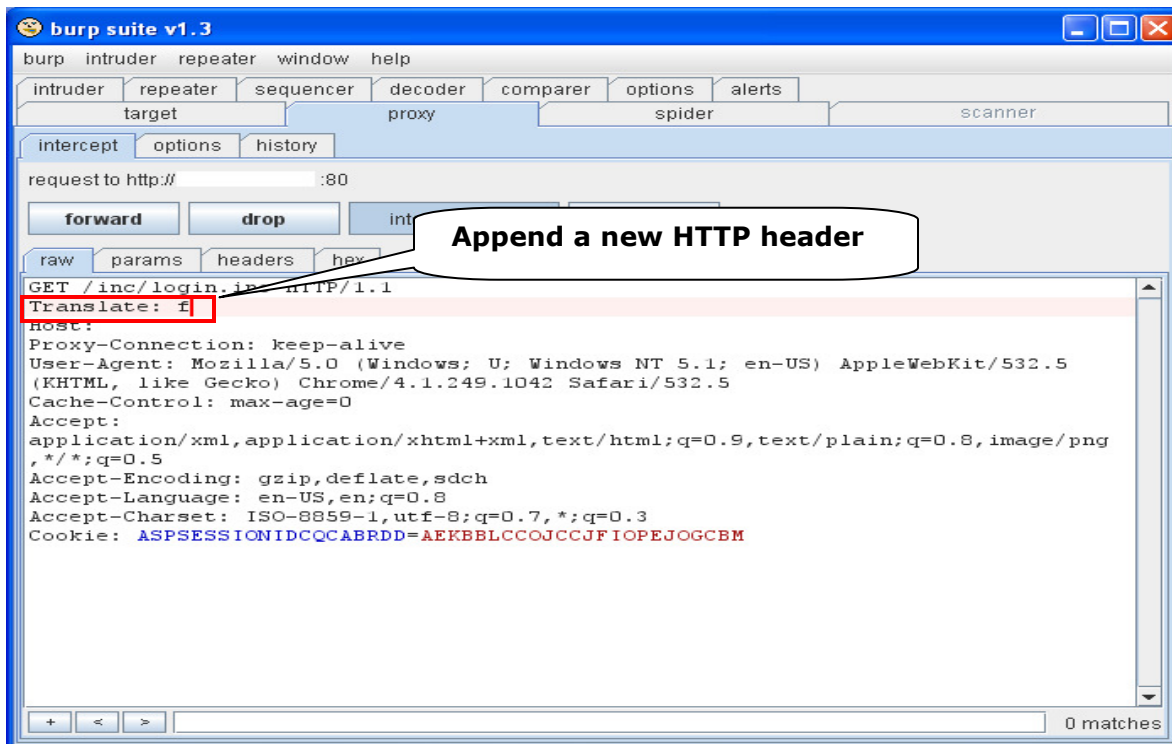 burp suite v1.3
burp intruder repeater window help
intruder repeater sequencer decoder comparer options alerts
target proxy spider scanner
intercept options history
request to http:// :80
forward drop
Append a new HTTP header
raw params headers hex
GET /inc/login.inc HTTP/1.1
Translate: f
Host:
Proxy-Connection: keep-alive
User-Agent: Mozilla/5.0 (Windows; U; Windows NT 5.1; en-US) AppleWebKit/532.5
(KHTML, like Gecko) Chrome/4.1.249.1042 Safari/532.5
Cache-Control: max-age=0
Accept:
application/xml,application/xhtml+xml,text/html;q=0.9,text/plain;q=0.8,image/png
,*/*;q=0.5
Accept-Encoding: gzip,deflate,sdch
Accept-Language: en-US,en;q=0.8
Accept-Charset: ISO-8859-1,utf-8;q=0.7,*;q=0.3
Cookie: ASPSESSIONIDCQCABRDD=AEKBBLCCOJCCJFIOPEJOGCBM
+ < > 0 matches